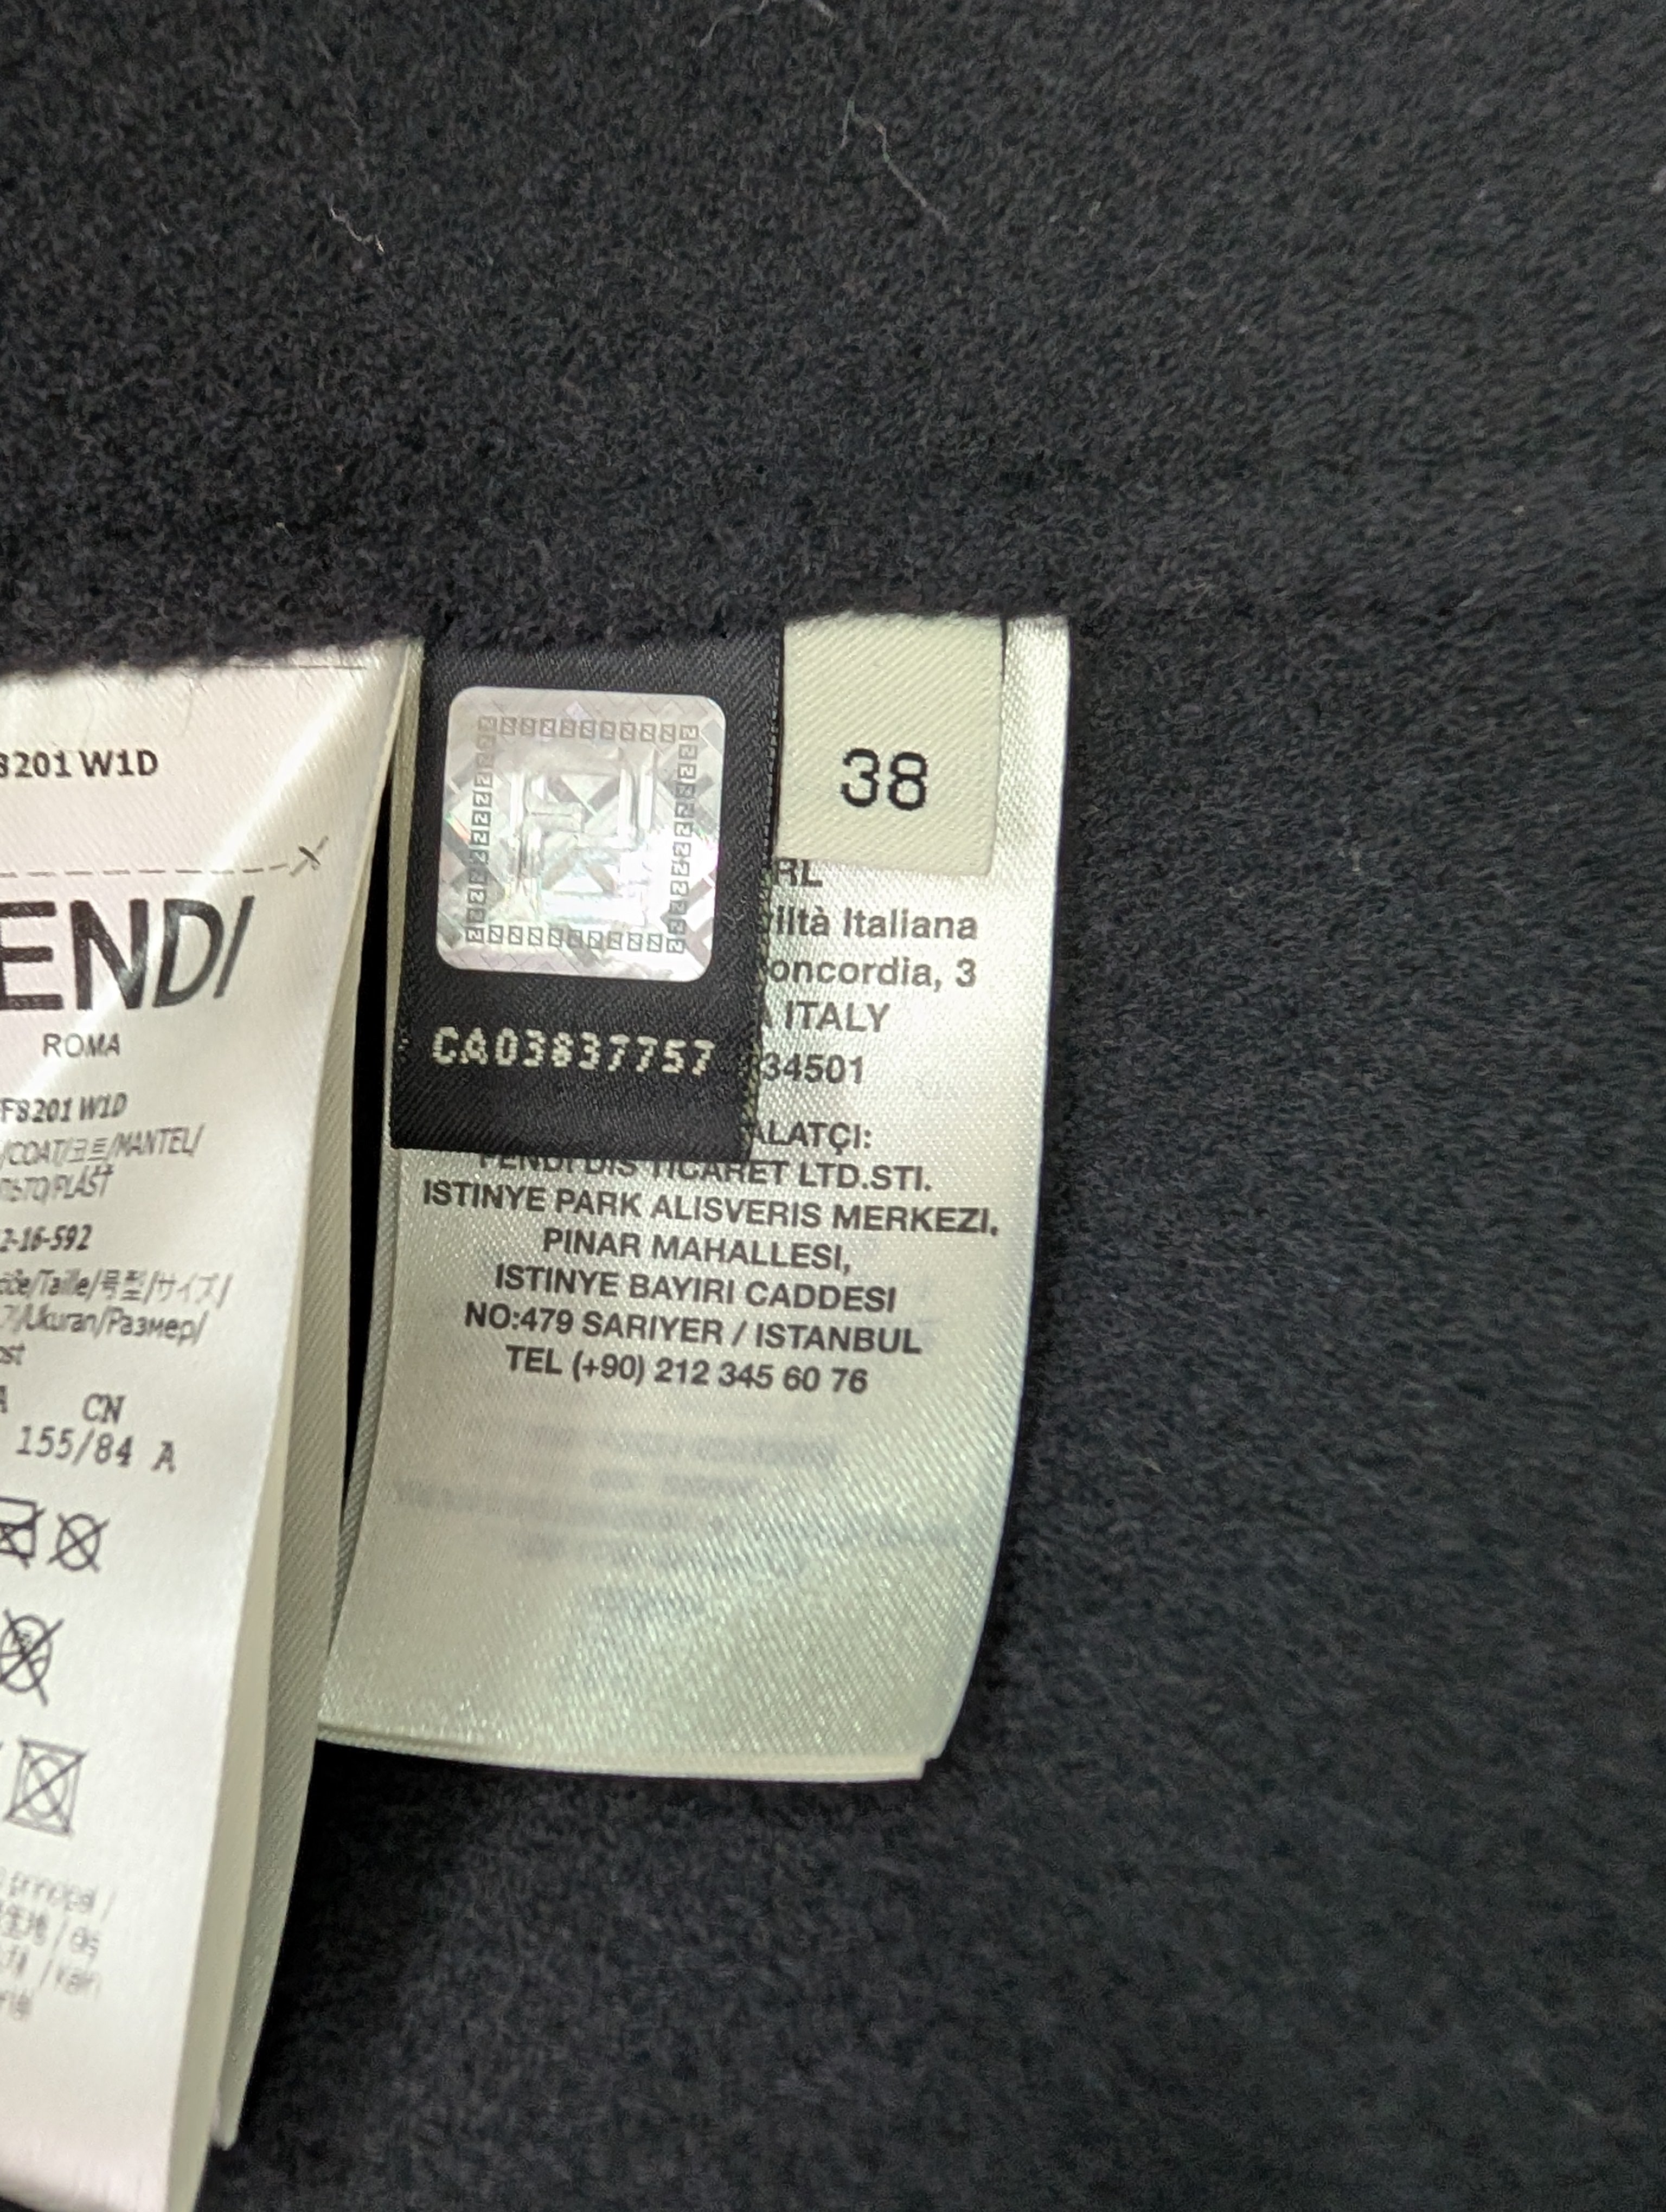 8201 W1D
ENDI
ROMA
F8201 W1D
/COAT/코트/MANTEL/
/PLÁŠŤ
2-16-592
/Taille/号型/サイズ/
/Ukuran/Размер/
CN
155/84 A
principal /
CA03837757
38
RL
ilità Italiana
oncordia, 3
ITALY
34501
ALATÇI:
FENDI DIS TICARET LTD.STI.
ISTINYE PARK ALISVERIS MERKEZI,
PINAR MAHALLESI,
ISTINYE BAYIRI CADDESI
NO:479 SARIYER / ISTANBUL
TEL (+90) 212 345 60 76